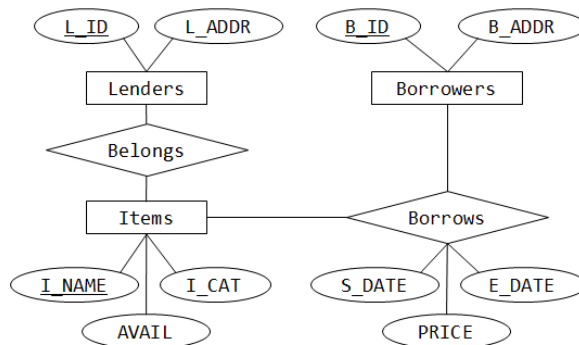 L_ID L_ADDR B_ID B_ADDR
Lenders Borrowers
Belongs
Items Borrows
I_NAME I_CAT S_DATE E_DATE
AVAIL PRICE